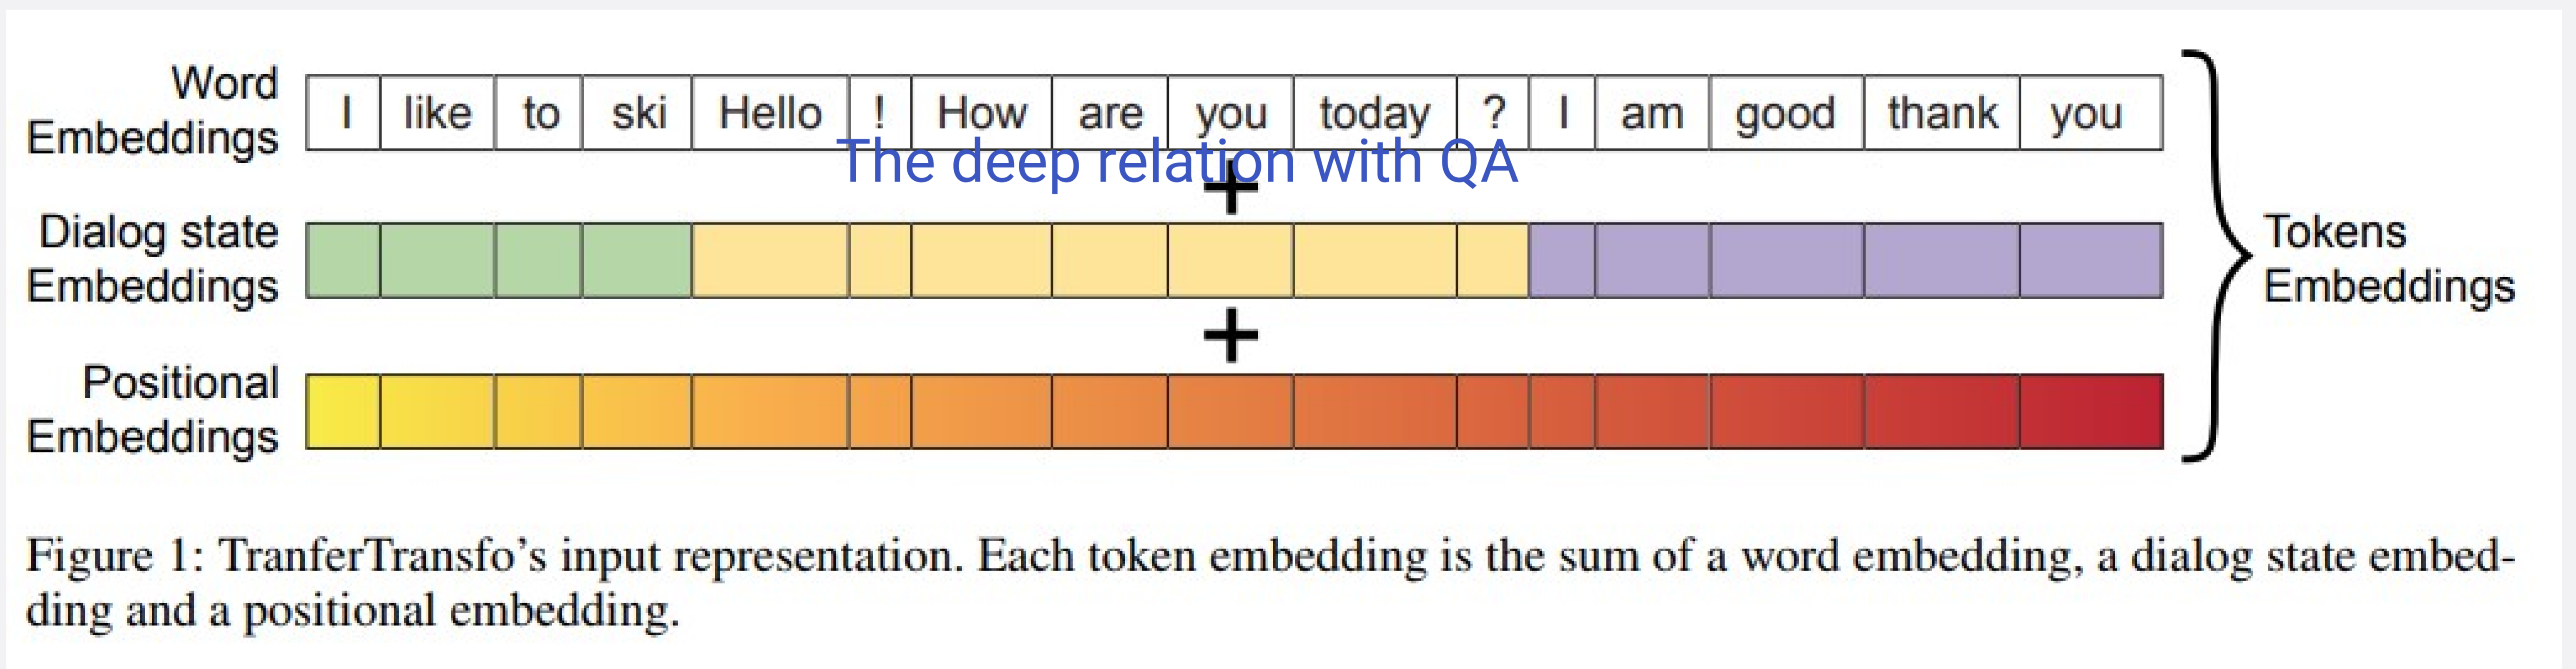 Word
Embeddings
I like to ski Hello ! How are you today ? I am good thank you
The deep relation with QA
+
Dialog state
Embeddings
Tokens
Embeddings
+
Positional
Embeddings
Figure 1: TranferTransfo’s input representation. Each token embedding is the sum of a word embedding, a dialog state embed-
ding and a positional embedding.